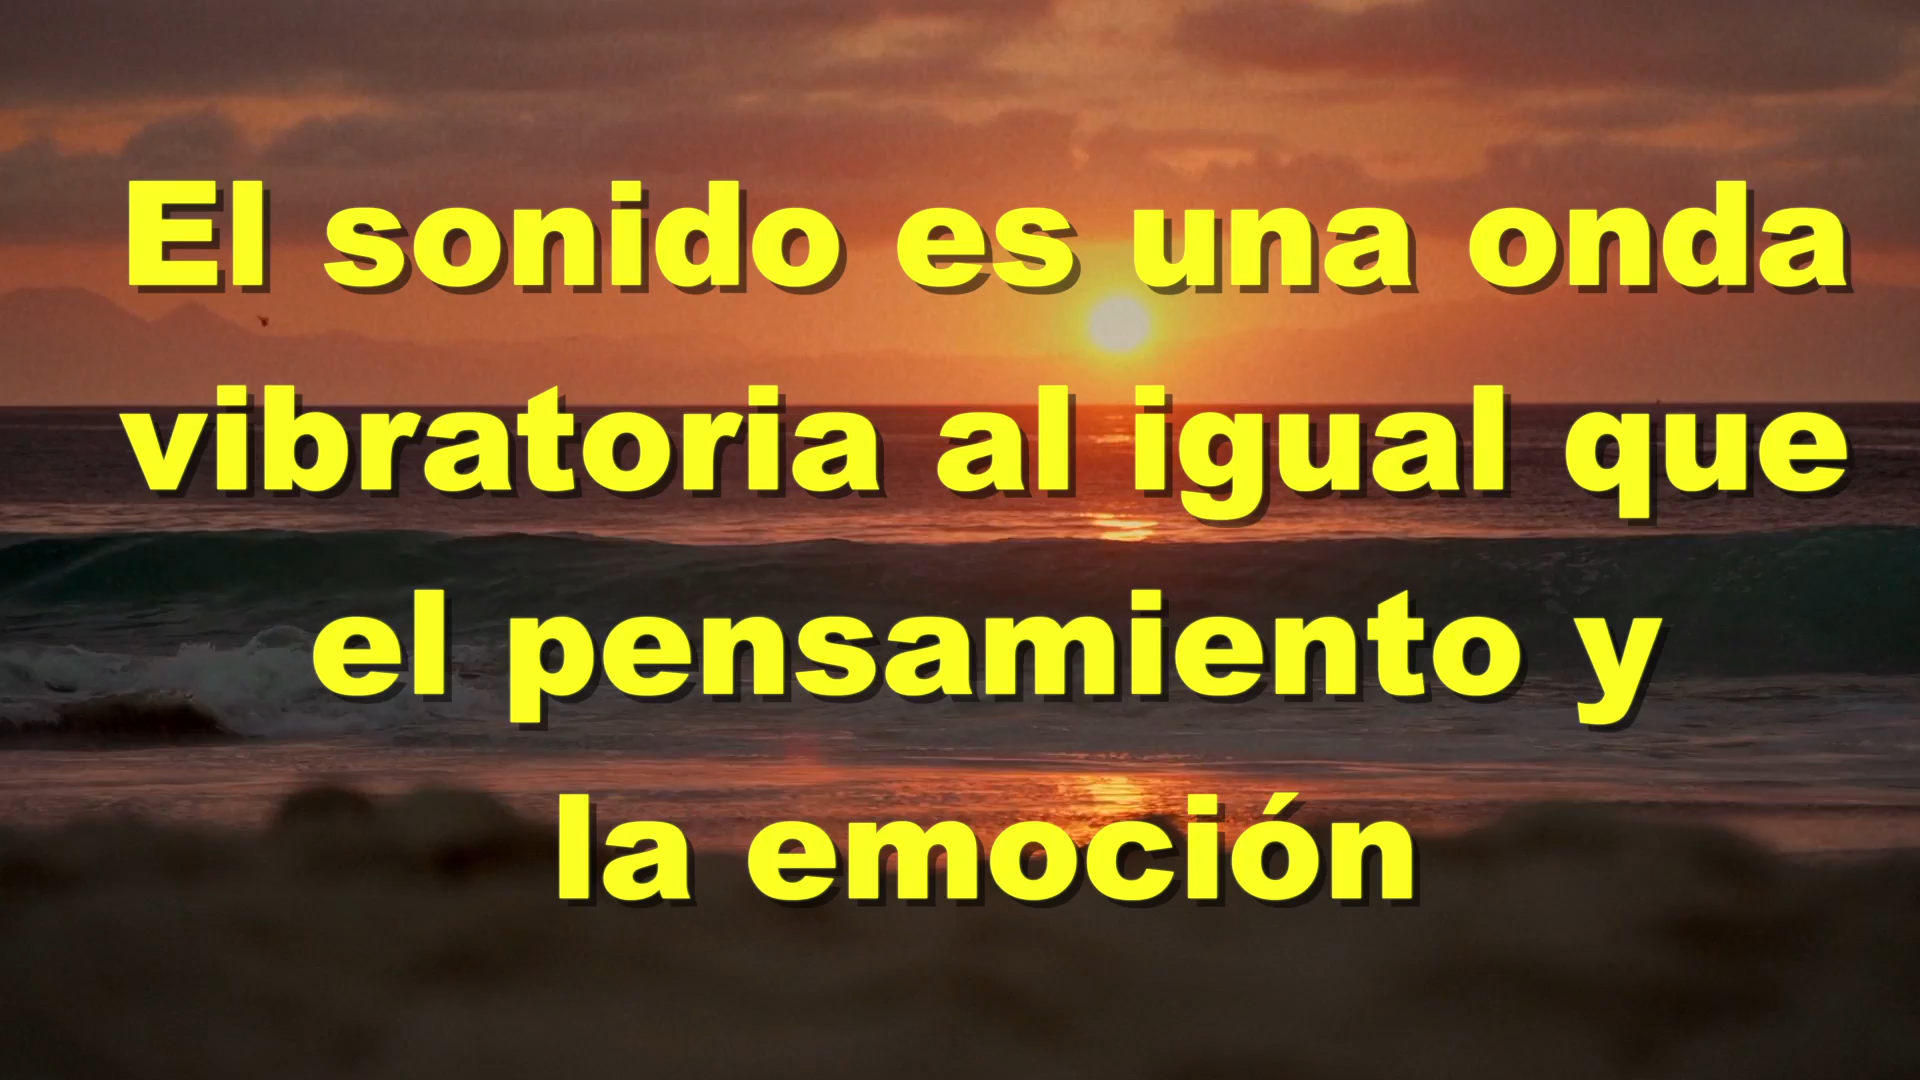 El sonido es una onda
vibratoria al igual que
el pensamiento y
la emoción